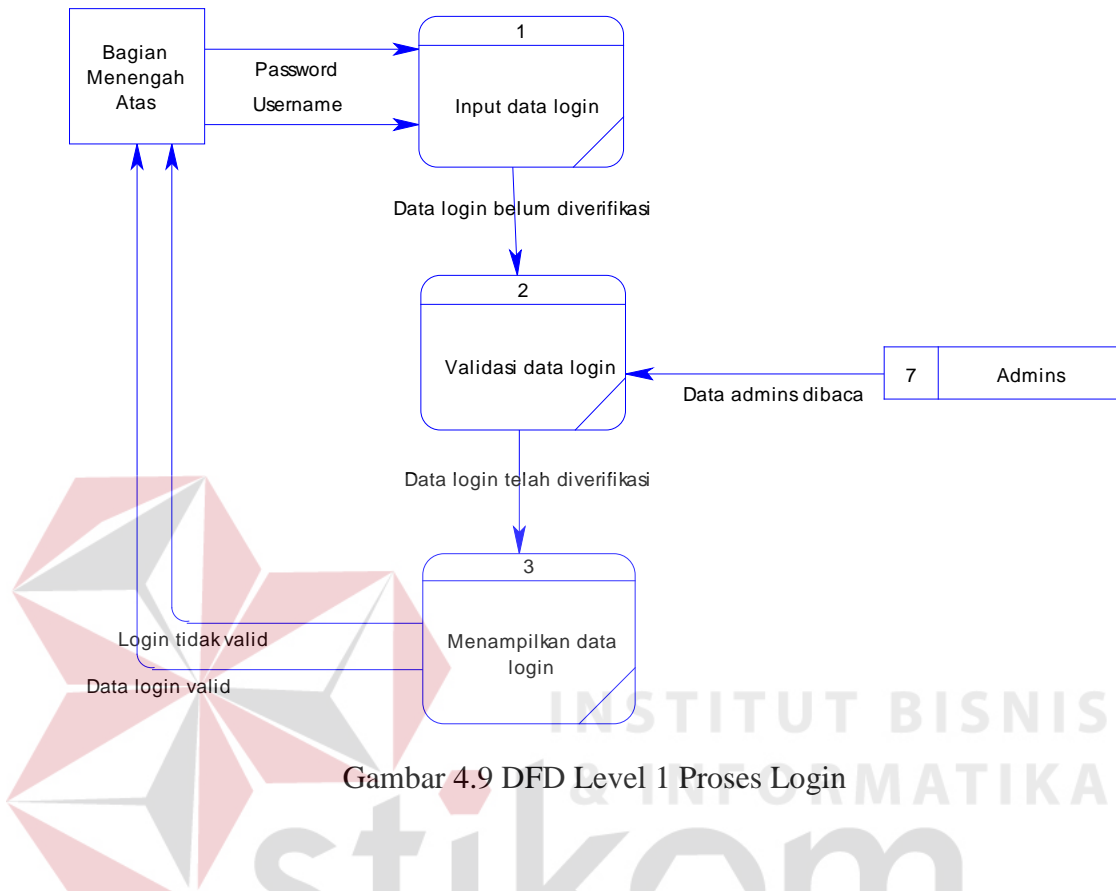 1
Bagian
Menengah
Atas
Password
Username
Input data login
Data login belum diverifikasi
2
Validasi data login
7
Admins
Data admins dibaca
Data login telah diverifikasi
3
Menampilkan data
login
Login tidak valid
Data login valid
INSTITUT BISNIS
Gambar 4.9 DFD Level 1 Proses Login
& INFORMATIKA
stikom